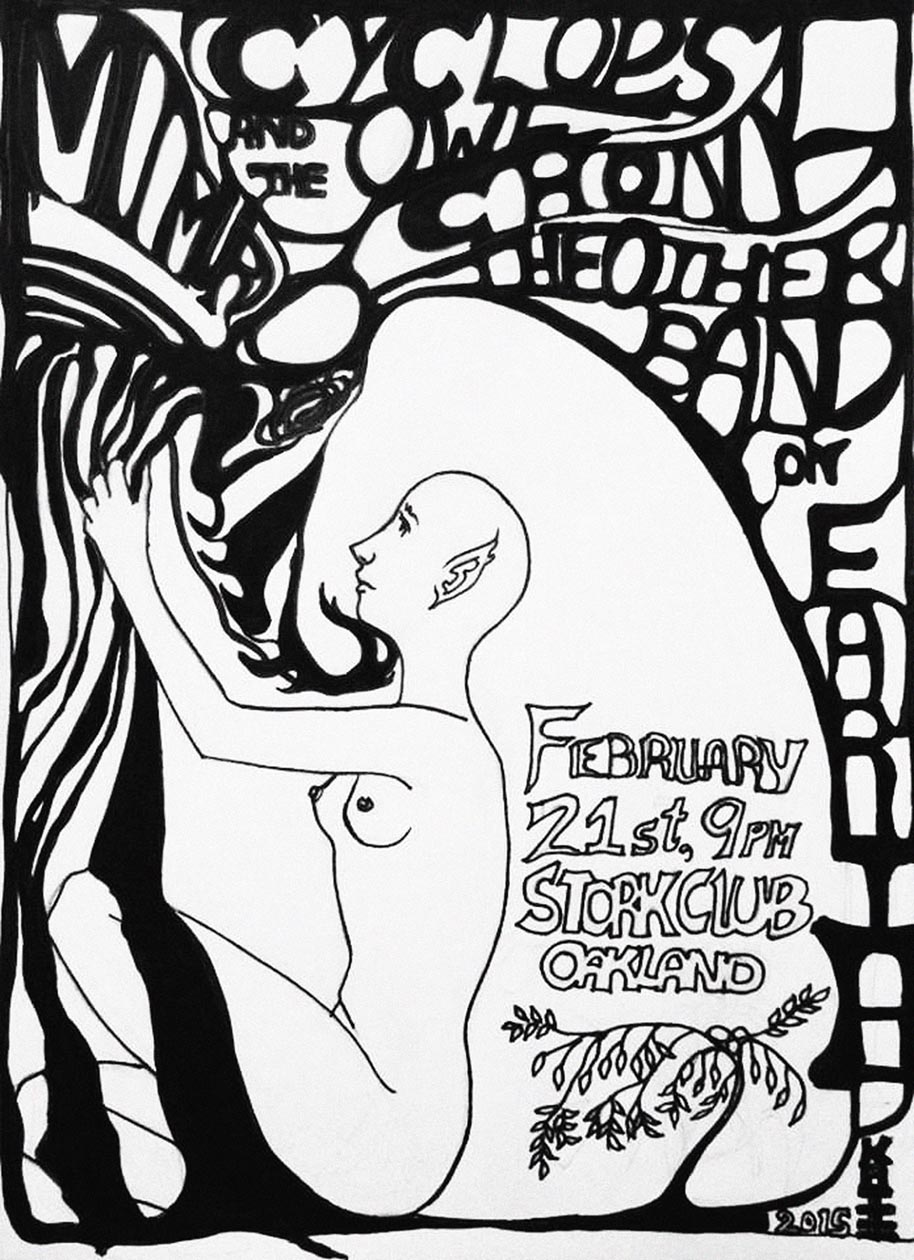 CYCLOPS
AND
THE
OWL
THE OTHER
BAND
ON
EARTH
FEBRUARY
21st, 9PM
STORK CLUB
OAKLAND
2015